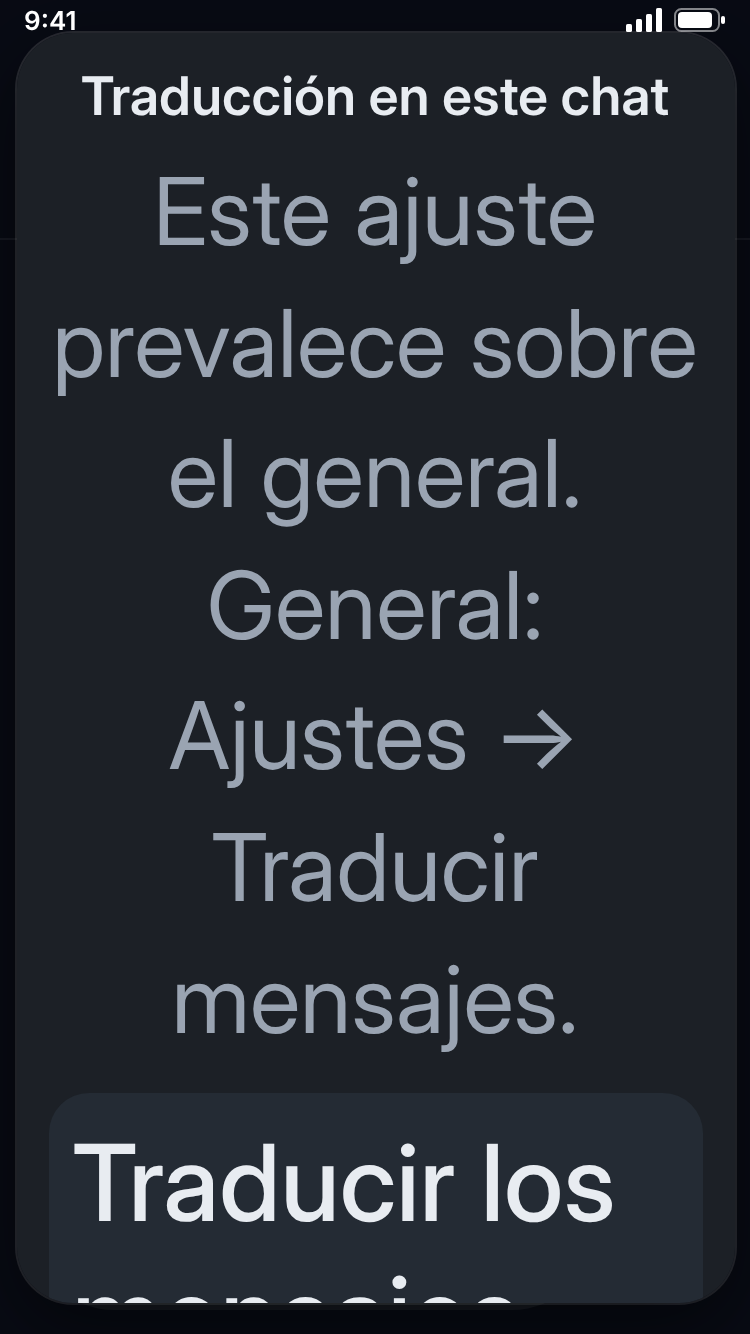 9:41
Traducción en este chat
Este ajuste
prevalece sobre
el general.
General:
Ajustes →
Traducir
mensajes.
Traducir los